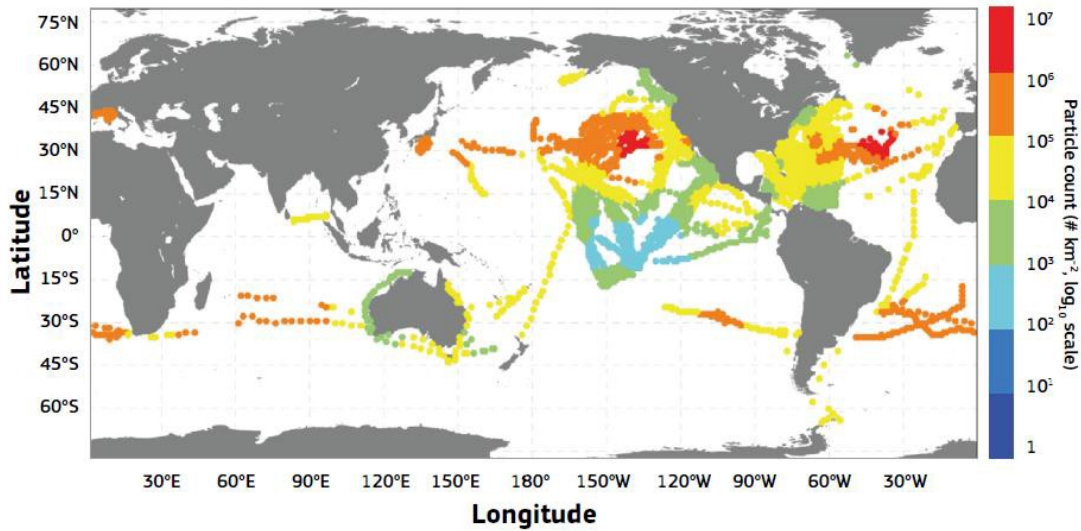 75°N
60°N
45°N
30°N
15°N
0°
15°S
30°S
45°S
60°S
Latitude
30°E 60°E 90°E 120°E 150°E 180° 150°W 120°W 90°W 60°W 30°W
Longitude
10⁷
10⁶
10⁵
10⁴
10³
10²
10¹
1
Particle count (# km⁻², log₁₀ scale)